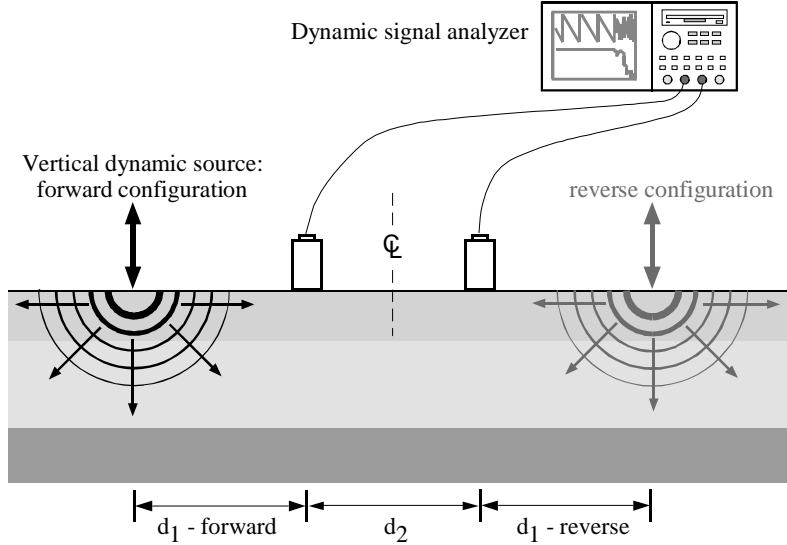 Dynamic signal analyzer
Vertical dynamic source:
forward configuration
reverse configuration
℄
d1 - forward
d2
d1 - reverse